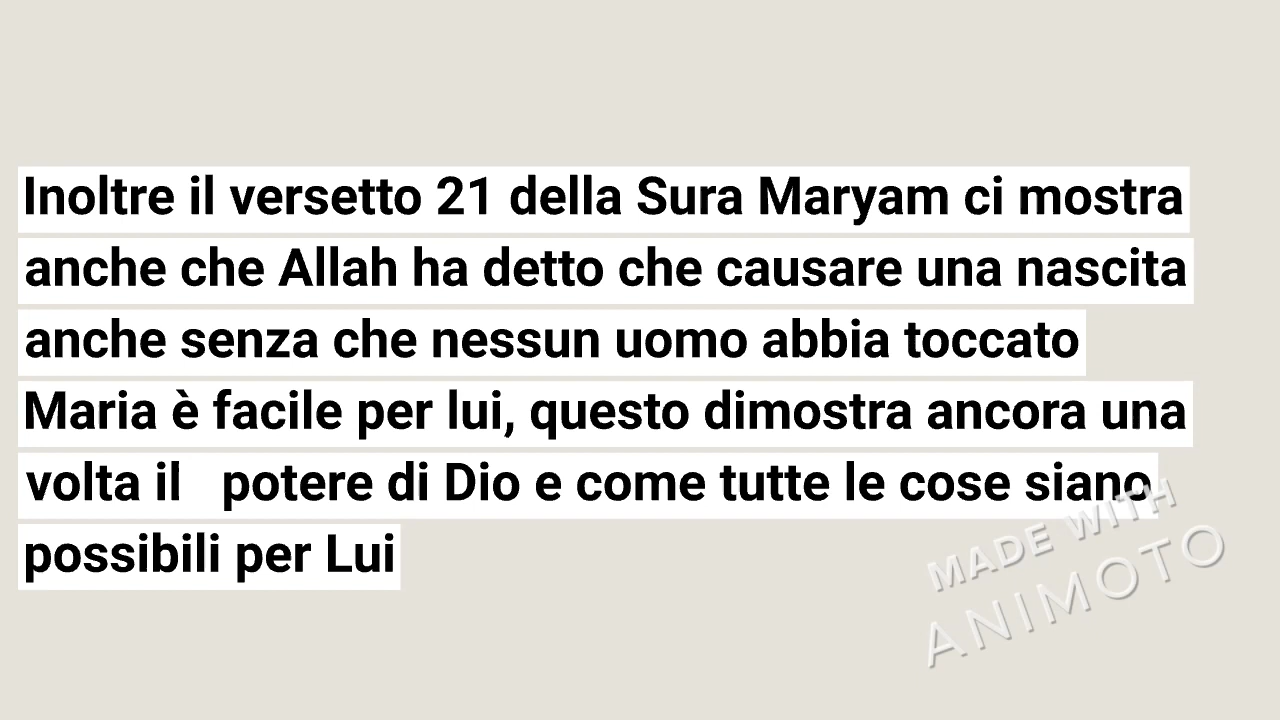 Inoltre il versetto 21 della Sura Maryam ci mostra
anche che Allah ha detto che causare una nascita
anche senza che nessun uomo abbia toccato
Maria è facile per lui, questo dimostra ancora una
volta il potere di Dio e come tutte le cose siano
possibili per Lui
MADE WITH
ANIMOTO